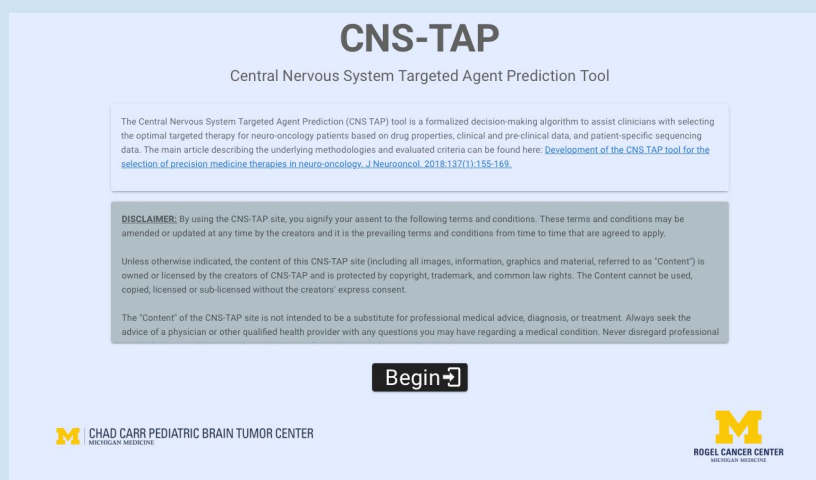 CNS-TAP
Central Nervous System Targeted Agent Prediction Tool
The Central Nervous System Targeted Agent Prediction (CNS TAP) tool is a formalized decision-making algorithm to assist clinicians with selecting
the optimal targeted therapy for neuro-oncology patients based on drug properties, clinical and pre-clinical data, and patient-specific sequencing
data. The main article describing the underlying methodologies and evaluated criteria can be found here: Development of the CNS TAP tool for the
selection of precision medicine therapies in neuro-oncology. J Neurooncol. 2018;137(1):155-169.
DISCLAIMER: By using the CNS-TAP site, you signify your assent to the following terms and conditions. These terms and conditions may be
amended or updated at any time by the creators and it is the prevailing terms and conditions from time to time that are agreed to apply.
Unless otherwise indicated, the content of this CNS-TAP site (including all images, information, graphics and material, referred to as "Content") is
owned or licensed by the creators of CNS-TAP and is protected by copyright, trademark, and common law rights. The Content cannot be used,
copied, licensed or sub-licensed without the creators' express consent.
The "Content" of the CNS-TAP site is not intended to be a substitute for professional medical advice, diagnosis, or treatment. Always seek the
advice of a physician or other qualified health provider with any questions you may have regarding a medical condition. Never disregard professional
Begin
M CHAD CARR PEDIATRIC BRAIN TUMOR CENTER
MICHIGAN MEDICINE
M
ROGEL CANCER CENTER
MICHIGAN MEDICINE